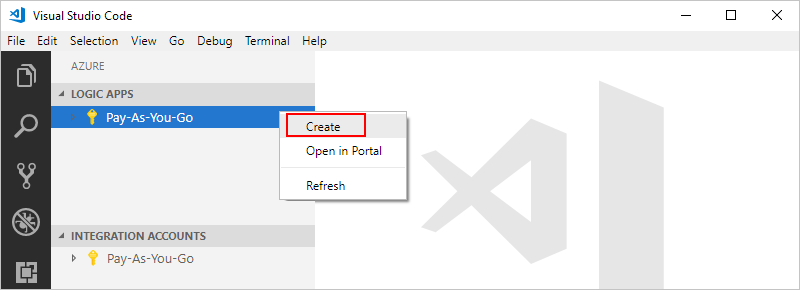 Visual Studio Code
File Edit Selection View Go Debug Terminal Help
AZURE
LOGIC APPS
Pay-As-You-Go
Create
Open in Portal
Refresh
INTEGRATION ACCOUNTS
Pay-As-You-Go